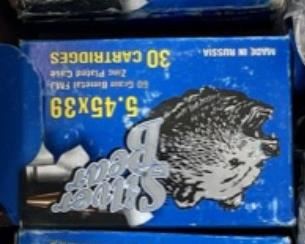 Silver
Bear
5.45x39
60 Grain Bimetal FMJ
Zinc Plated Case
30 CARTRIDGES
MADE IN RUSSIA